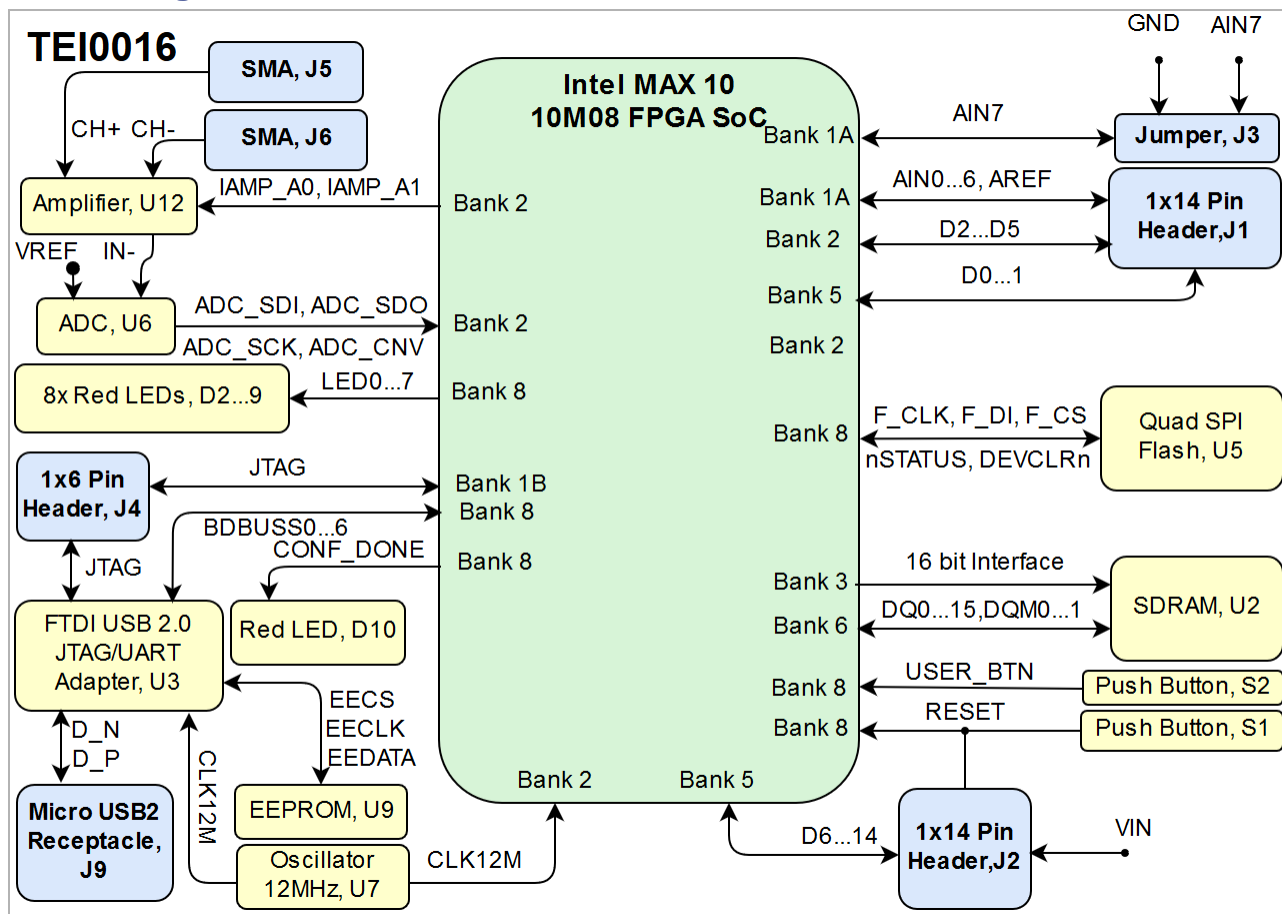 TEI0016
SMA, J5
CH+ CH-
SMA, J6
Amplifier, U12
IAMP_A0, IAMP_A1
VREF IN-
ADC, U6
ADC_SDI, ADC_SDO
ADC_SCK, ADC_CNV
8x Red LEDs, D2...9
LED0...7
1x6 Pin
Header, J4
JTAG
BDBUSS0...6
CONF_DONE
JTAG
FTDI USB 2.0
JTAG/UART
Adapter, U3
Red LED, D10
D_N
D_P
CLK12M
EECS
EECLK
EEDATA
Micro USB2
Receptacle,
J9
EEPROM, U9
Oscillator
12MHz, U7
CLK12M
Intel MAX 10
10M08 FPGA SoC
Bank 2
Bank 2
Bank 8
Bank 1B
Bank 8
Bank 8
Bank 2
Bank 5
Bank 1A
Bank 1A
Bank 2
Bank 5
Bank 2
Bank 8
Bank 3
Bank 6
Bank 8
Bank 8
GND AIN7
AIN7
Jumper, J3
AIN0...6, AREF
D2...D5
D0...1
1x14 Pin
Header,J1
F_CLK, F_DI, F_CS
nSTATUS, DEVCLRn
Quad SPI
Flash, U5
16 bit Interface
DQ0...15,DQM0...1
SDRAM, U2
USER_BTN
Push Button, S2
RESET
Push Button, S1
D6...14
1x14 Pin
Header,J2
VIN